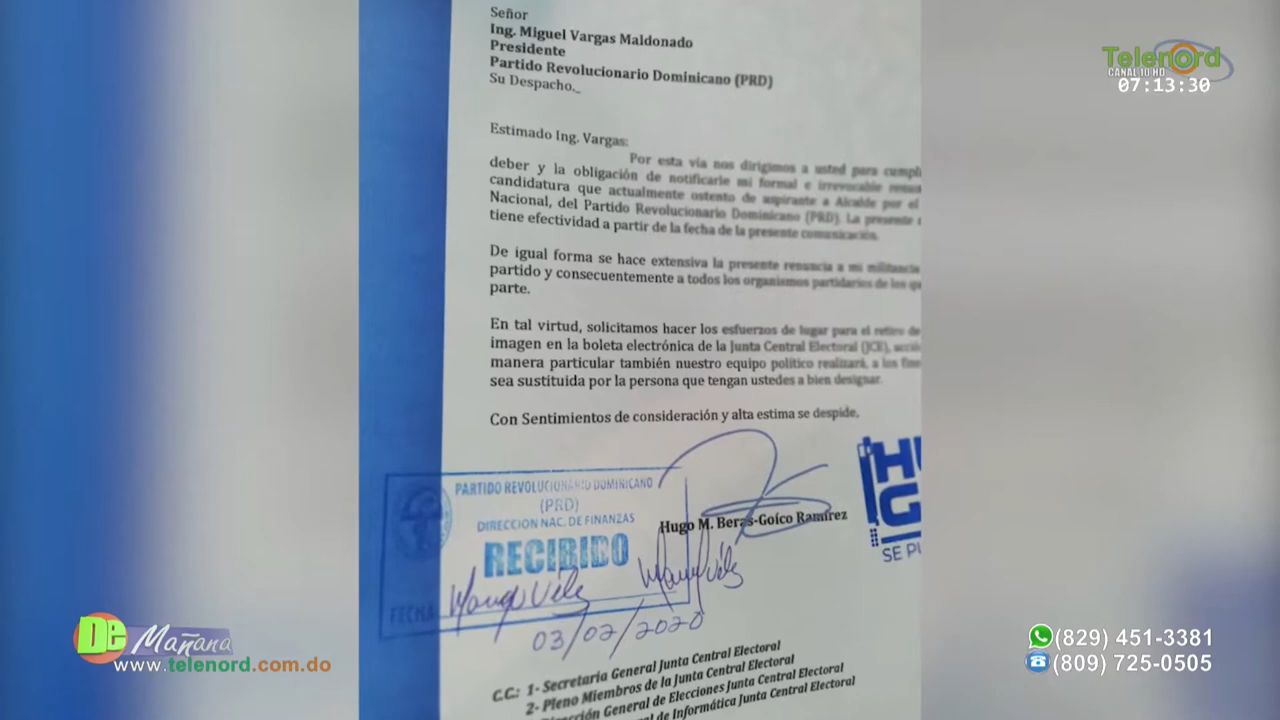 Señor
Ing. Miguel Vargas Maldonado
Presidente
Partido Revolucionario Dominicano (PRD)
Su Despacho._
Estimado Ing. Vargas:
Por esta vía nos dirigimos a usted para
deber y la obligación de notificarle mi formal e irrevocable
candidatura que actualmente ostento de aspirante a Alcalde por el
Nacional, del Partido Revolucionario Dominicano (PRD). La presente
tiene efectividad a partir de la fecha de la presente comunicación.
De igual forma se hace extensiva la presente renuncia a mi militancia
partido y consecuentemente a todos los organismos partidarios de los
parte.
En tal virtud, solicitamos hacer los esfuerzos de lugar para el retiro de
imagen en la boleta electrónica de la Junta Central Electoral (JCE),
manera particular también nuestro equipo político realizará, a los
sea sustituida por la persona que tengan ustedes a bien designar.
Con Sentimientos de consideración y alta estima se despide,
Hugo M. Beras-Goico Ramírez
PARTIDO REVOLUCIONARIO DOMINICANO
(PRD)
DIRECCION NAC. DE FINANZAS
RECIBIDO
FECHA
03/02/2020
SE
C.C.: 1- Secretaria General Junta Central Electoral
2- Pleno Miembros de la Junta Central Electoral
General de Elecciones Junta Central Electoral
de Informática Junta Central Electoral
Telenord
CANAL 10 HD
07:13:30
De Mañana
www.telenord.com.do
(829) 451-3381
(809) 725-0505